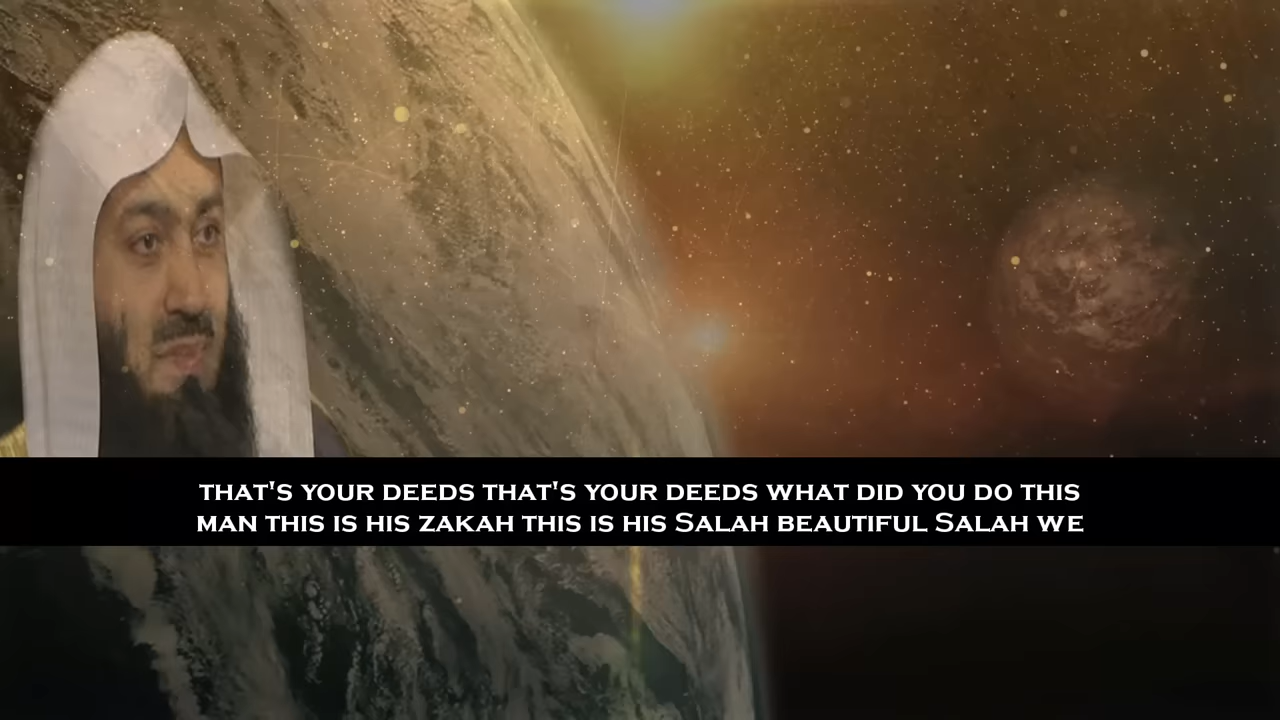 THAT'S YOUR DEEDS THAT'S YOUR DEEDS WHAT DID YOU DO THIS
MAN THIS IS HIS ZAKAH THIS IS HIS SALAH BEAUTIFUL SALAH WE